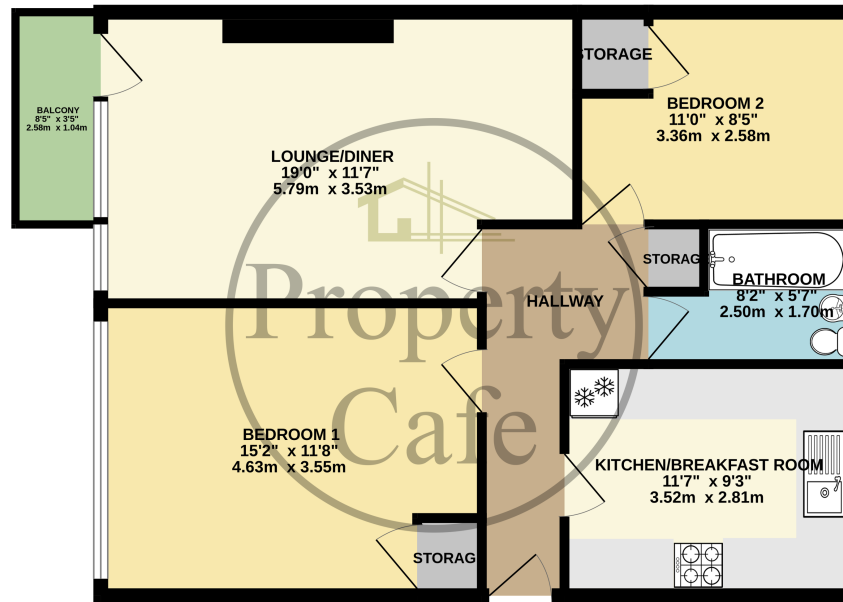 BALCONY
8'5" x 3'5"
2.58m x 1.04m
LOUNGE/DINER
19'0" x 11'7"
5.79m x 3.53m
STORAGE
BEDROOM 2
11'0" x 8'5"
3.36m x 2.58m
HALLWAY
STORAG
BATHROOM
8'2" x 5'7"
2.50m x 1.70m
Property
Cafe
BEDROOM 1
15'2" x 11'8"
4.63m x 3.55m
STORAG
KITCHEN/BREAKFAST ROOM
11'7" x 9'3"
3.52m x 2.81m